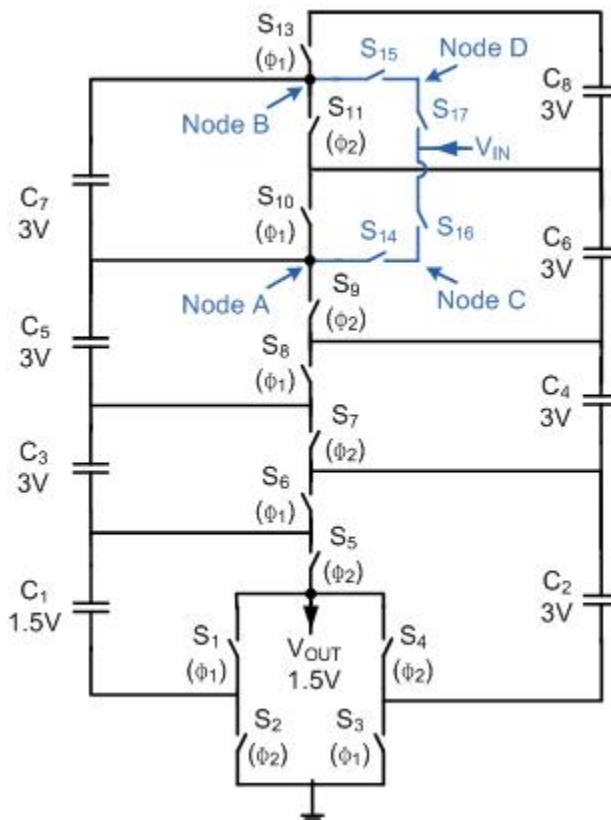 S13
(ϕ1)
S15
Node D
C8
3V
Node B
S11
(ϕ2)
S17
VIN
C7
3V
S10
(ϕ1)
S14
S16
C6
3V
Node A
S9
(ϕ2)
Node C
C5
3V
S8
(ϕ1)
C4
3V
S7
(ϕ2)
C3
3V
S6
(ϕ1)
S5
(ϕ2)
C1
1.5V
C2
3V
S1
(ϕ1)
VOUT
1.5V
S4
(ϕ2)
S2
(ϕ2)
S3
(ϕ1)